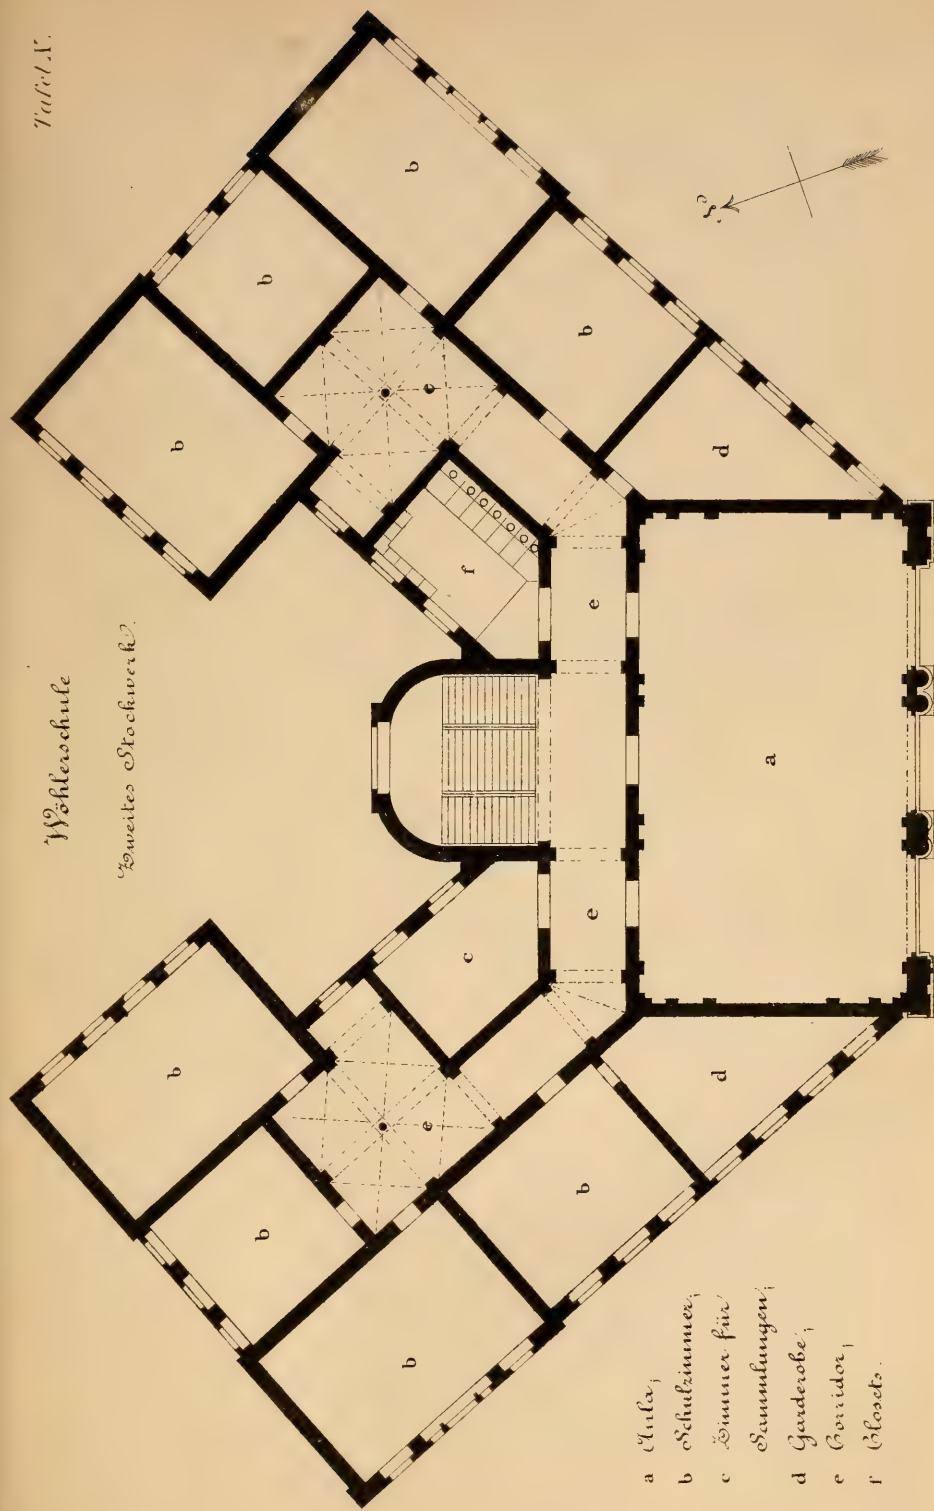 Tafel X.
Wöhlerschule
Zweites Stockwerk.
b
b
b
b
b
b
b
b
e
e
e
e
f
c
d
d
a
S.
a Aula;
b Schulzimmer;
c Zimmer für
Sammlungen;
d Garderobe;
e Corridor;
f Closets.